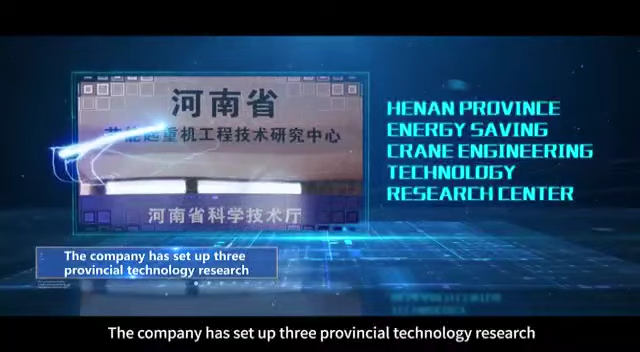 河南省
节能起重机工程技术研究中心
河南省科学技术厅
HENAN PROVINCE
ENERGY SAVING
CRANE ENGINEERING
TECHNOLOGY
RESEARCH CENTER
The company has set up three
provincial technology research
The company has set up three provincial technology research